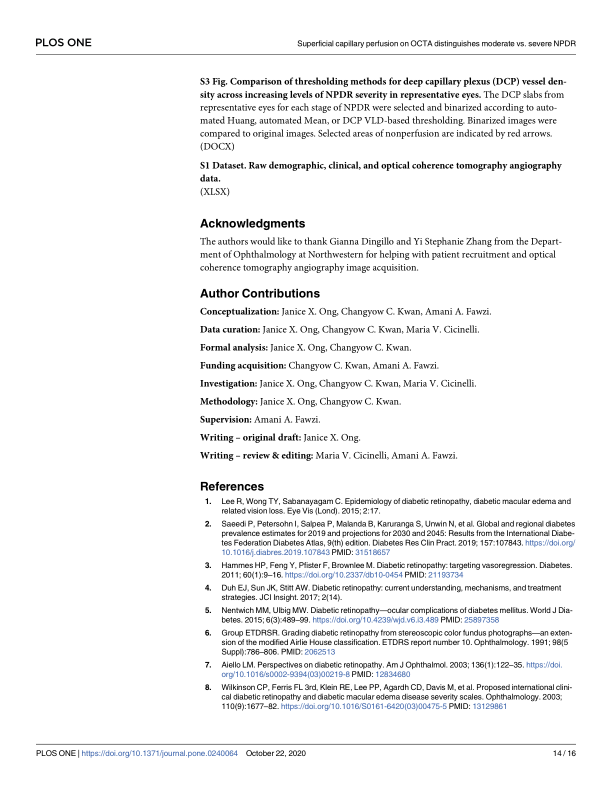 PLOS ONE
Superficial capillary perfusion on OCTA distinguishes moderate vs. severe NPDR
S3 Fig. Comparison of thresholding methods for deep capillary plexus (DCP) vessel den-
sity across increasing levels of NPDR severity in representative eyes. The DCP slabs from
representative eyes for each stage of NPDR were selected and binarized according to auto-
mated Huang, automated Mean, or DCP VLD-based thresholding. Binarized images were
compared to original images. Selected areas of nonperfusion are indicated by red arrows.
(DOCX)
S1 Dataset. Raw demographic, clinical, and optical coherence tomography angiography
data.
(XLSX)
Acknowledgments
The authors would like to thank Gianna Dingillo and Yi Stephanie Zhang from the Depart-
ment of Ophthalmology at Northwestern for helping with patient recruitment and optical
coherence tomography angiography image acquisition.
Author Contributions
Conceptualization: Janice X. Ong, Changyow C. Kwan, Amani A. Fawzi.
Data curation: Janice X. Ong, Changyow C. Kwan, Maria V. Cicinelli.
Formal analysis: Janice X. Ong, Changyow C. Kwan.
Funding acquisition: Changyow C. Kwan, Amani A. Fawzi.
Investigation: Janice X. Ong, Changyow C. Kwan, Maria V. Cicinelli.
Methodology: Janice X. Ong, Changyow C. Kwan.
Supervision: Amani A. Fawzi.
Writing – original draft: Janice X. Ong.
Writing – review & editing: Maria V. Cicinelli, Amani A. Fawzi.
References
1. Lee R, Wong TY, Sabanayagam C. Epidemiology of diabetic retinopathy, diabetic macular edema and
related vision loss. Eye Vis (Lond). 2015; 2:17.
2. Saeedi P, Petersohn I, Salpea P, Malanda B, Karuranga S, Unwin N, et al. Global and regional diabetes
prevalence estimates for 2019 and projections for 2030 and 2045: Results from the International Diabe-
tes Federation Diabetes Atlas, 9(th) edition. Diabetes Res Clin Pract. 2019; 157:107843. https://doi.org/
10.1016/j.diabres.2019.107843 PMID: 31518657
3. Hammes HP, Feng Y, Pfister F, Brownlee M. Diabetic retinopathy: targeting vasoregression. Diabetes.
2011; 60(1):9–16. https://doi.org/10.2337/db10-0454 PMID: 21193734
4. Duh EJ, Sun JK, Stitt AW. Diabetic retinopathy: current understanding, mechanisms, and treatment
strategies. JCI Insight. 2017; 2(14).
5. Nentwich MM, Ulbig MW. Diabetic retinopathy—ocular complications of diabetes mellitus. World J Dia-
betes. 2015; 6(3):489–99. https://doi.org/10.4239/wjd.v6.i3.489 PMID: 25897358
6. Group ETDRSR. Grading diabetic retinopathy from stereoscopic color fundus photographs—an exten-
sion of the modified Airlie House classification. ETDRS report number 10. Ophthalmology. 1991; 98(5
Suppl):786–806. PMID: 2062513
7. Aiello LM. Perspectives on diabetic retinopathy. Am J Ophthalmol. 2003; 136(1):122–35. https://doi.
org/10.1016/s0002-9394(03)00219-8 PMID: 12834680
8. Wilkinson CP, Ferris FL 3rd, Klein RE, Lee PP, Agardh CD, Davis M, et al. Proposed international clini-
cal diabetic retinopathy and diabetic macular edema disease severity scales. Ophthalmology. 2003;
110(9):1677–82. https://doi.org/10.1016/S0161-6420(03)00475-5 PMID: 13129861
PLOS ONE | https://doi.org/10.1371/journal.pone.0240064 October 22, 2020
14 / 16